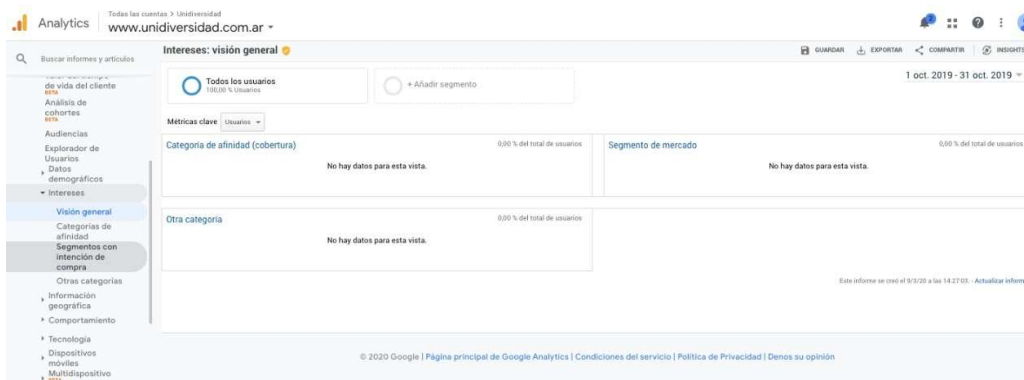 Analytics
Todas las cuentas > Unidiversidad
www.unidiversidad.com.ar
Buscar informes y artículos
Intereses: visión general
GUARDAR
EXPORTAR
COMPARTIR
INSIGHTS
de vida del cliente
BETA
Análisis de
cohortes
BETA
Audiencias
Explorador de
Usuarios
Datos
demográficos
Intereses
Visión general
Categorías de
afinidad
Segmentos con
intención de
compra
Otras categorías
Información
geográfica
Comportamiento
Tecnología
Dispositivos
móviles
Multidispositivo
BETA
Todos los usuarios
100,00 % Usuarios
+ Añadir segmento
1 oct. 2019 - 31 oct. 2019
Métricas clave
Usuarios
Categoría de afinidad (cobertura)
0,00 % del total de usuarios
No hay datos para esta vista.
Segmento de mercado
0,00 % del total de usuarios
No hay datos para esta vista.
Otra categoría
0,00 % del total de usuarios
No hay datos para esta vista.
Este informe se creó el 9/3/20 a las 14:27:03. - Actualizar inform
© 2020 Google | Página principal de Google Analytics | Condiciones del servicio | Política de Privacidad | Denos su opinión